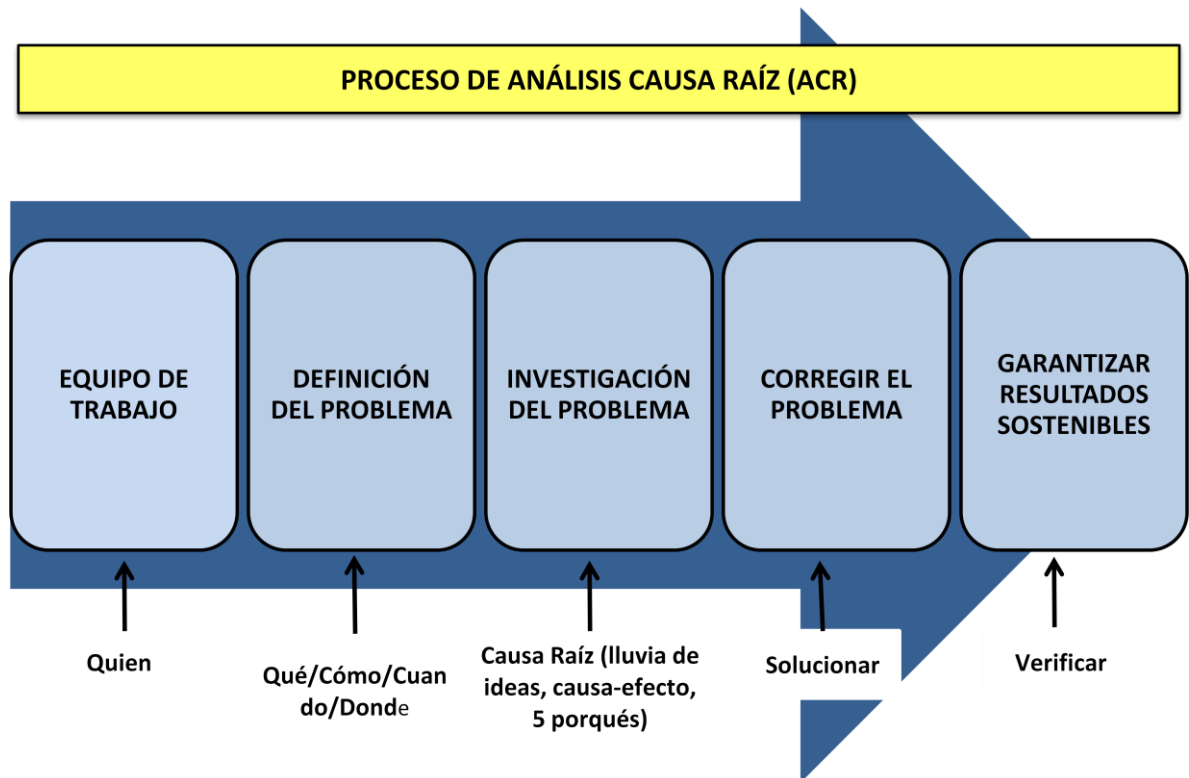 PROCESO DE ANÁLISIS CAUSA RAÍZ (ACR)
EQUIPO DE
TRABAJO
DEFINICIÓN
DEL PROBLEMA
INVESTIGACIÓN
DEL PROBLEMA
CORREGIR EL
PROBLEMA
GARANTIZAR
RESULTADOS
SOSTENIBLES
Quien
Qué/Cómo/Cuan
do/Donde
Causa Raíz (lluvia de
ideas, causa-efecto,
5 porqués)
Solucionar
Verificar